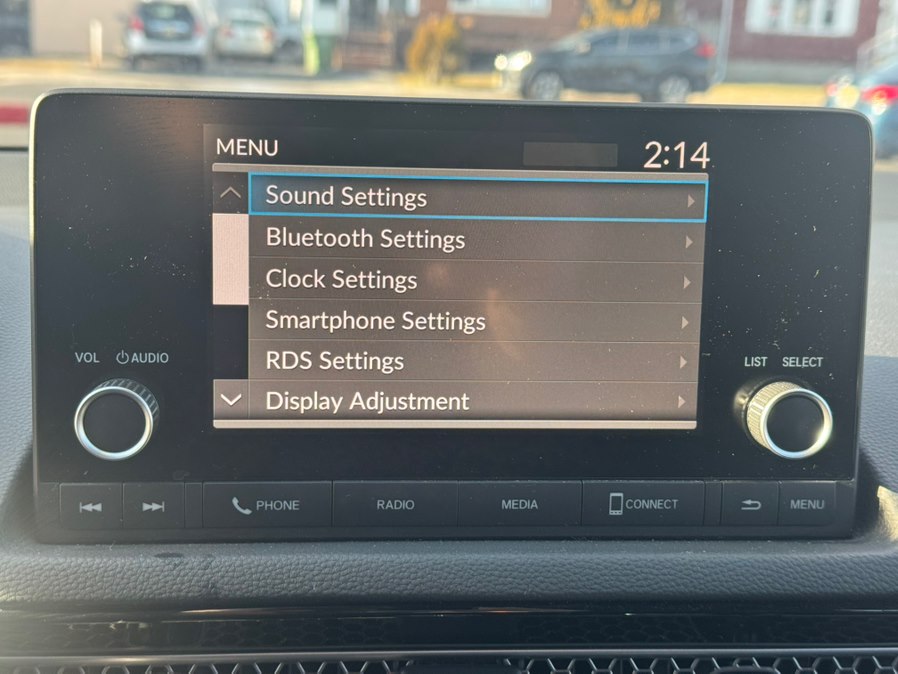 MENU
2:14
Sound Settings
Bluetooth Settings
Clock Settings
Smartphone Settings
RDS Settings
Display Adjustment
VOL
AUDIO
LIST
SELECT
PHONE
RADIO
MEDIA
CONNECT
MENU